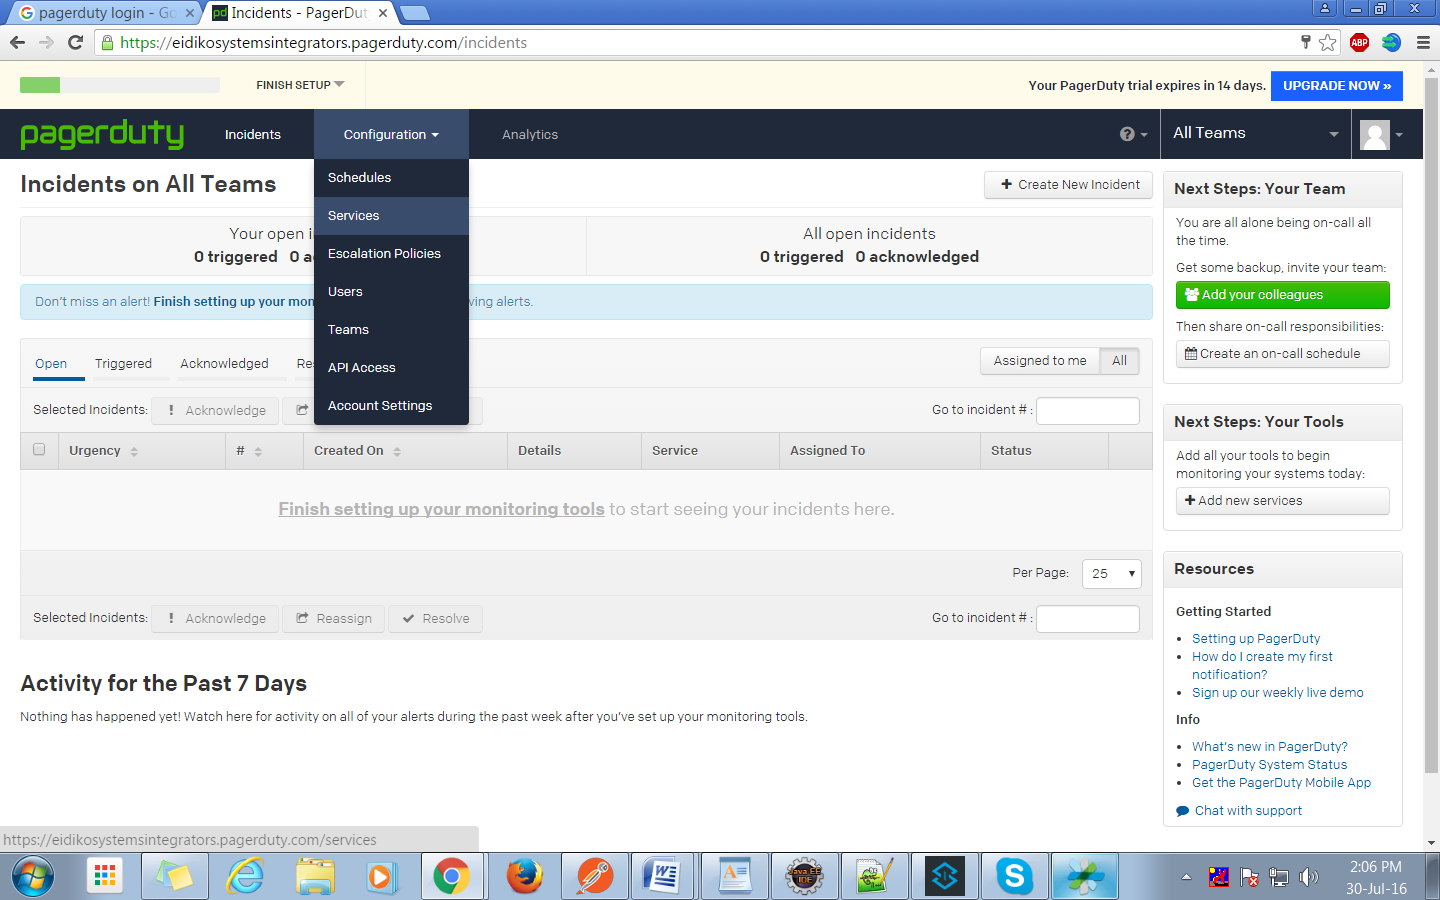 pagerduty login - Go
Incidents - PagerDut
https://eidikosystemsintegrators.pagerduty.com/incidents
ABP
FINISH SETUP
Your PagerDuty trial expires in 14 days.
UPGRADE NOW »
pagerduty
Incidents
Configuration
Analytics
?
All Teams
Schedules
Services
Escalation Policies
Users
Teams
API Access
Account Settings
Incidents on All Teams
+ Create New Incident
Your open i
0 triggered 0 a
All open incidents
0 triggered 0 acknowledged
Don't miss an alert! Finish setting up your mon
ving alerts.
Open Triggered Acknowledged Re
Assigned to me All
Selected Incidents: ! Acknowledge
Go to incident # :
Urgency # Created On Details Service Assigned To Status
Finish setting up your monitoring tools to start seeing your incidents here.
Per Page: 25
Selected Incidents: ! Acknowledge Reassign Resolve
Go to incident # :
Activity for the Past 7 Days
Nothing has happened yet! Watch here for activity on all of your alerts during the past week after you've set up your monitoring tools.
Next Steps: Your Team
You are all alone being on-call all
the time.
Get some backup, invite your team:
Add your colleagues
Then share on-call responsibilities:
Create an on-call schedule
Next Steps: Your Tools
Add all your tools to begin
monitoring your systems today:
+ Add new services
Resources
Getting Started
• Setting up PagerDuty
• How do I create my first
notification?
• Sign up our weekly live demo
Info
• What's new in PagerDuty?
• PagerDuty System Status
• Get the PagerDuty Mobile App
Chat with support
https://eidikosystemsintegrators.pagerduty.com/services
Java EE
IDE
2:06 PM
30-Jul-16